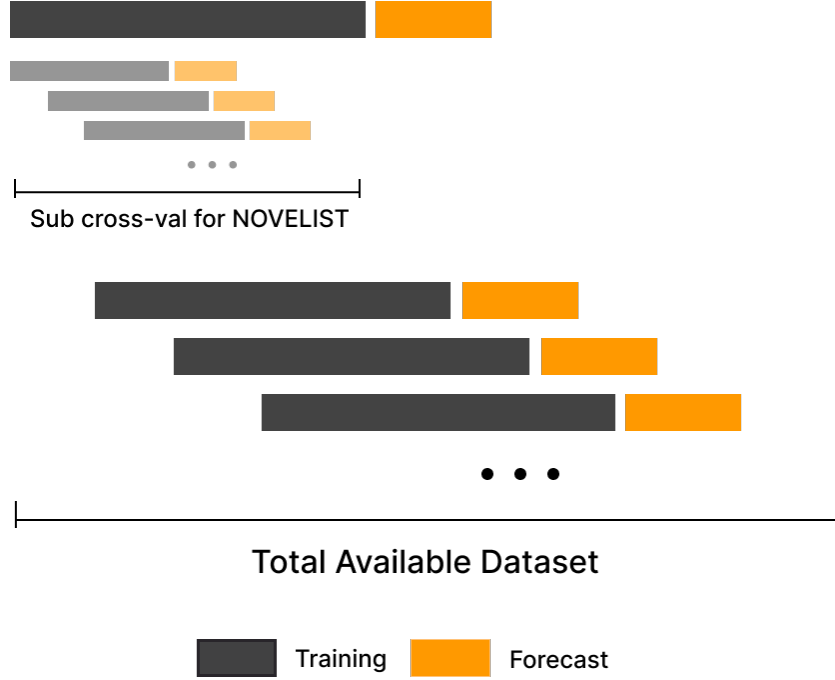 Sub cross-val for NOVELIST
Total Available Dataset
Training
Forecast